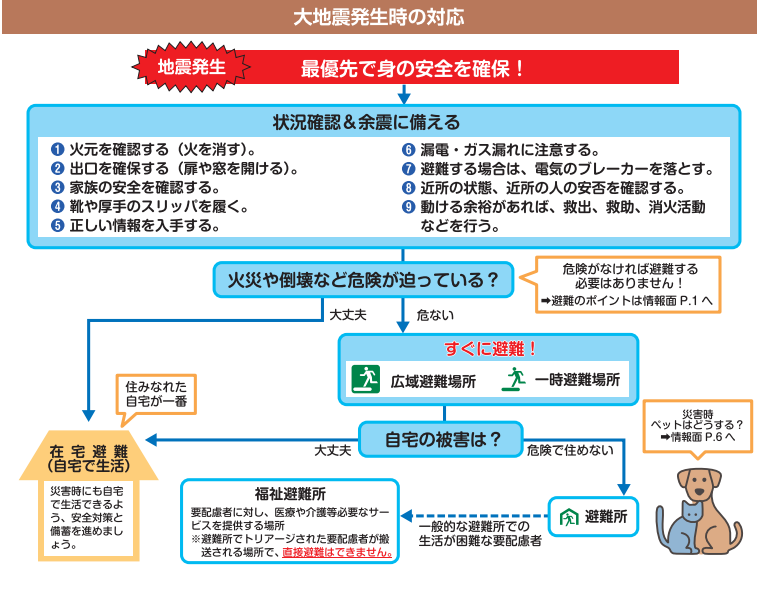 大地震発生時の対応
地震発生
最優先で身の安全を確保！
状況確認＆余震に備える
❶ 火元を確認する（火を消す）。
❷ 出口を確保する（扉や窓を開ける）。
❸ 家族の安全を確認する。
❹ 靴や厚手のスリッパを履く。
❺ 正しい情報を入手する。
❻ 漏電・ガス漏れに注意する。
❼ 避難する場合は、電気のブレーカーを落とす。
❽ 近所の状態、近所の人の安否を確認する。
❾ 動ける余裕があれば、救出、救助、消火活動
などを行う。
火災や倒壊など危険が迫っている？
危険がなければ避難する
必要はありません！
➡避難のポイントは情報面 P.1 へ
大丈夫
危ない
すぐに避難！
広域避難場所
一時避難場所
住みなれた
自宅が一番
自宅の被害は？
大丈夫
危険で住めない
災害時
ペットはどうする？
➡情報面 P.6 へ
在宅避難
（自宅で生活）
災害時にも自宅
で生活できるよ
う、安全対策と
備蓄を進めまし
ょう。
福祉避難所
要配慮者に対し、医療や介護等必要なサー
ビスを提供する場所
※避難所でトリアージされた要配慮者が搬
送される場所で、直接避難はできません。
一般的な避難所での
生活が困難な要配慮者
避難所